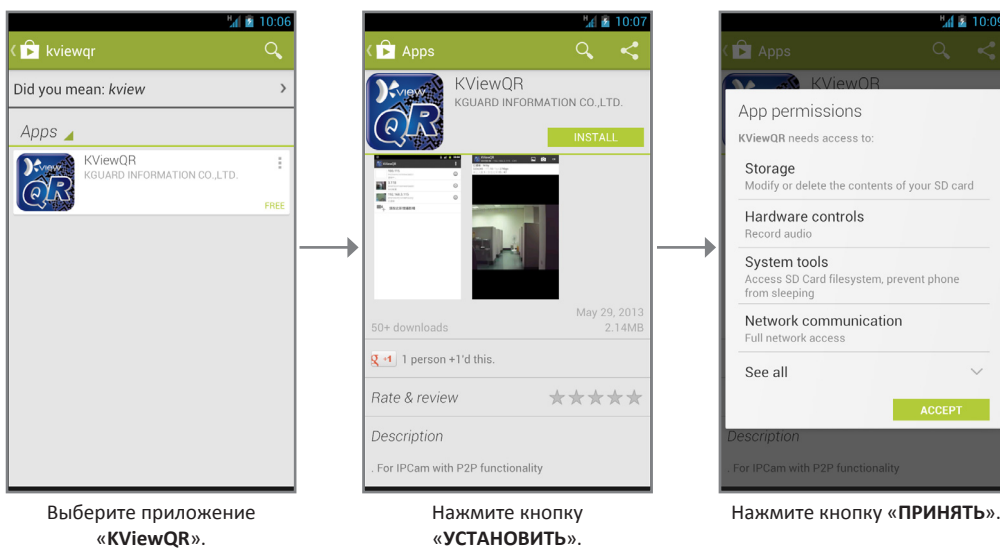 H 10:06
kviewqr
Did you mean: kview
Apps
Kview
QR
KViewQR
KGUARD INFORMATION CO.,LTD.
FREE
Выберите приложение
«KViewQR».
H 10:07
Apps
Kview
QR
KViewQR
KGUARD INFORMATION CO.,LTD.
INSTALL
May 29, 2013
50+ downloads 2.14MB
g +1 1 person +1'd this.
Rate & review
Description
. For IPCam with P2P functionality
Нажмите кнопку
«УСТАНОВИТЬ».
H 10:09
Apps
KViewQR
App permissions
KViewQR needs access to:
Storage
Modify or delete the contents of your SD card
Hardware controls
Record audio
System tools
Access SD Card filesystem, prevent phone
from sleeping
Network communication
Full network access
See all
ACCEPT
Description
. For IPCam with P2P functionality
Нажмите кнопку «ПРИНЯТЬ».